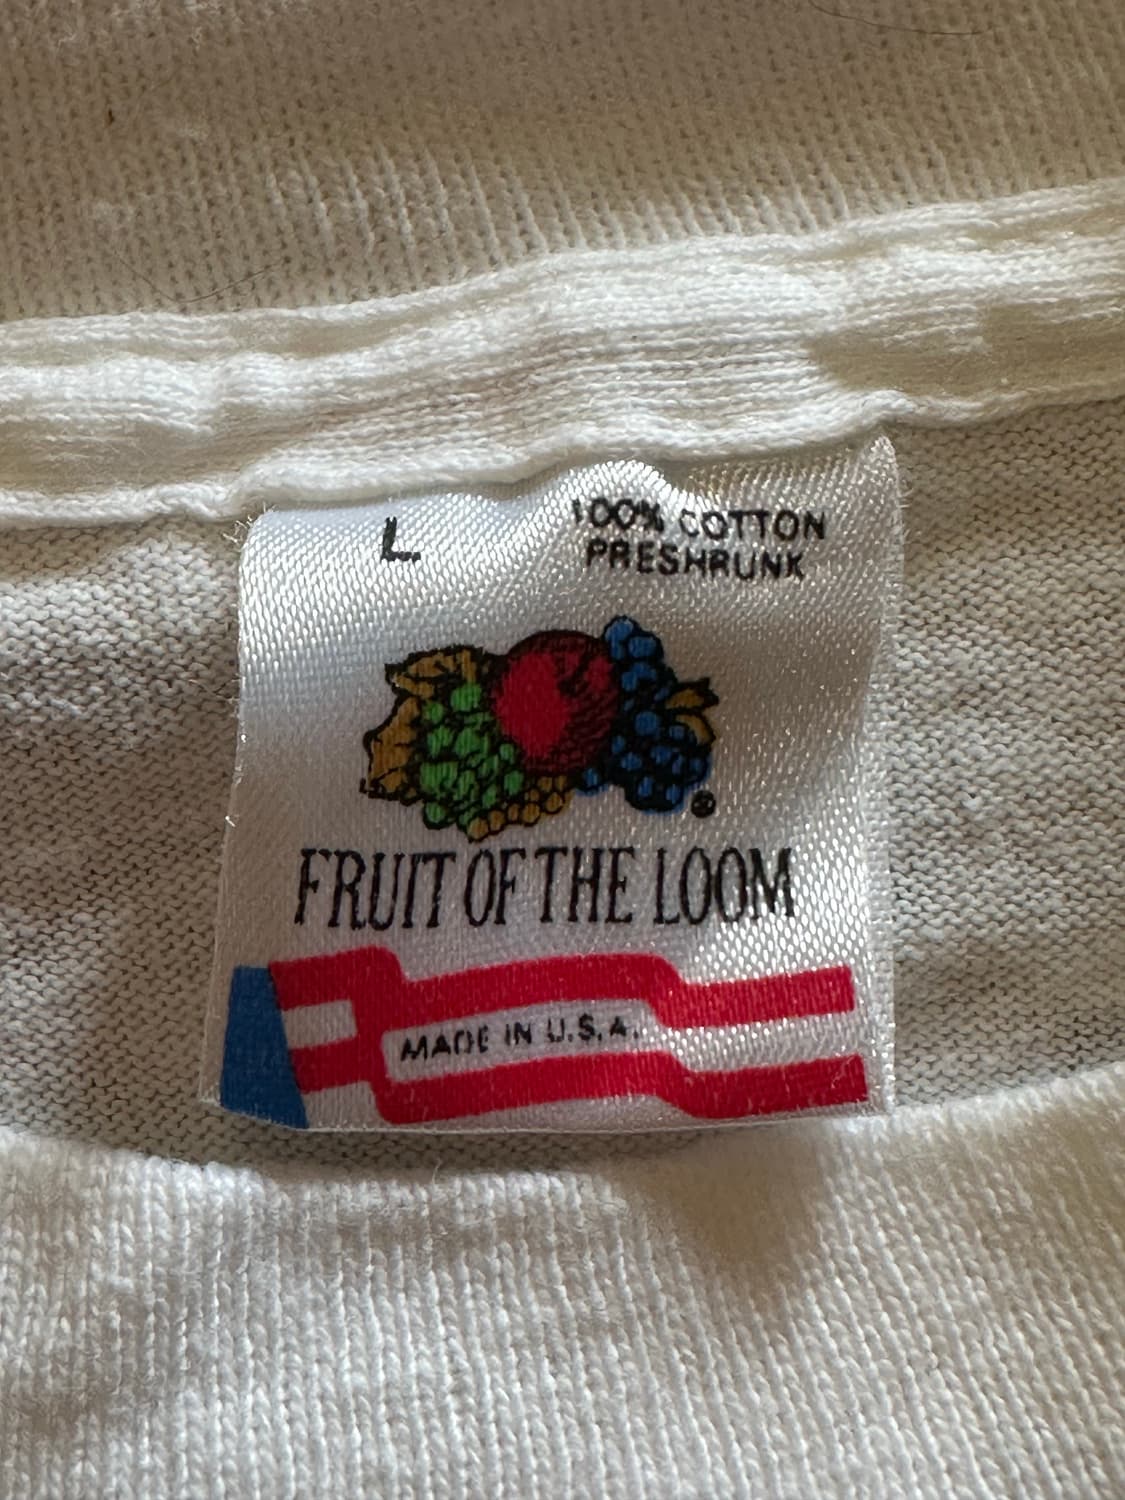 L
100% COTTON
PRESHRUNK
®
FRUIT OF THE LOOM
MADE IN U.S.A.